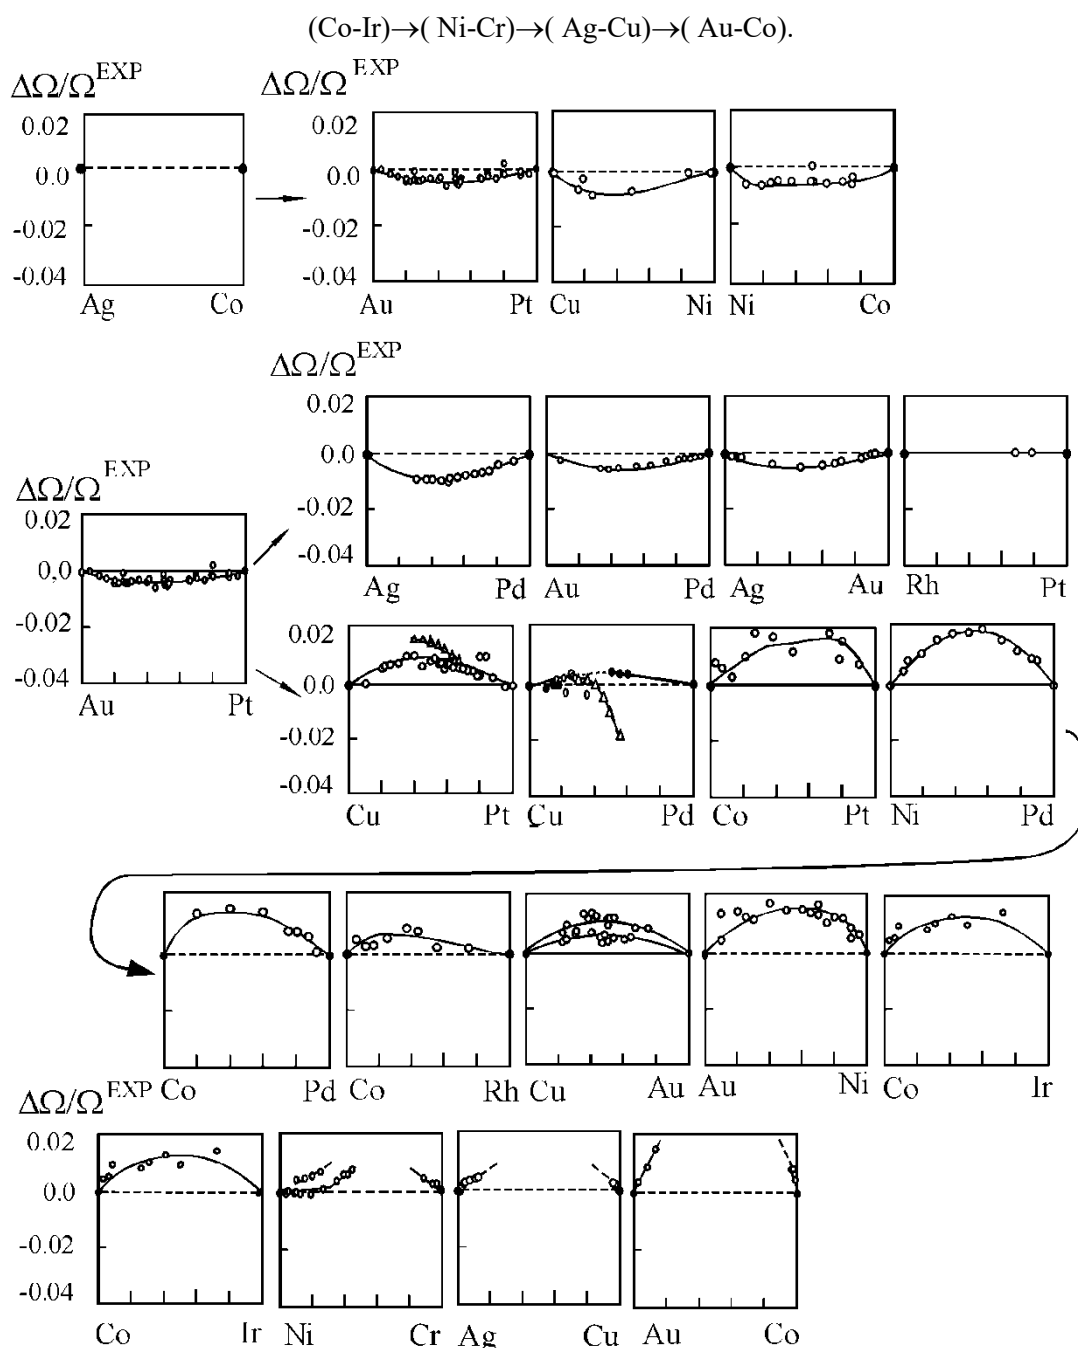 (Co-Ir)→( Ni-Cr)→( Ag-Cu)→( Au-Co).
ΔΩ/Ω^EXP ΔΩ/Ω^EXP
0.02
0.0
-0.02
-0.04
Ag Co
0.02
0.0
-0.02
-0.04
Au Pt Cu Ni Ni Co
ΔΩ/Ω^EXP
0.02
0.0
-0.02
-0.04
Ag Pd Au Pd Ag Au Rh Pt
ΔΩ/Ω^EXP
0.02
0.0
-0.02
-0.04
Au Pt
0.02
0.0
-0.02
-0.04
Cu Pt Cu Pd Co Pt Ni Pd
Co Pd Co Rh Cu Au Au Ni Co Ir
ΔΩ/Ω^EXP
0.02
0.0
-0.02
-0.04
Co Ir Ni Cr Ag Cu Au Co